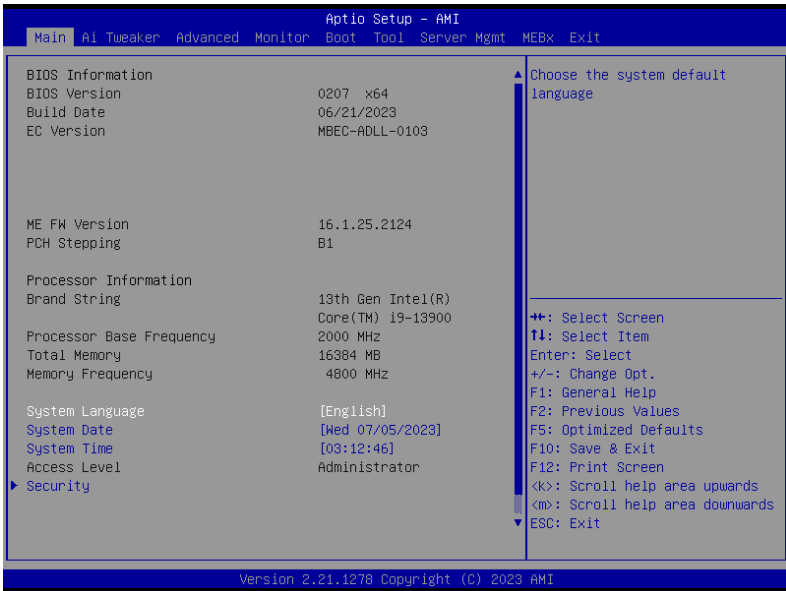 Aptio Setup – AMI
Main Ai Tweaker Advanced Monitor Boot Tool Server Mgmt MEBx Exit
BIOS Information
BIOS Version 0207 x64
Build Date 06/21/2023
EC Version MBEC-ADLL-0103
ME FW Version 16.1.25.2124
PCH Stepping B1
Processor Information
Brand String 13th Gen Intel(R)
Core(TM) i9-13900
Processor Base Frequency 2000 MHz
Total Memory 16384 MB
Memory Frequency 4800 MHz
System Language [English]
System Date [Wed 07/05/2023]
System Time [03:12:46]
Access Level Administrator
Security
Choose the system default
language
→←: Select Screen
↑↓: Select Item
Enter: Select
+/-: Change Opt.
F1: General Help
F2: Previous Values
F5: Optimized Defaults
F10: Save & Exit
F12: Print Screen
<k>: Scroll help area upwards
<m>: Scroll help area downwards
ESC: Exit
Version 2.21.1278 Copyright (C) 2023 AMI